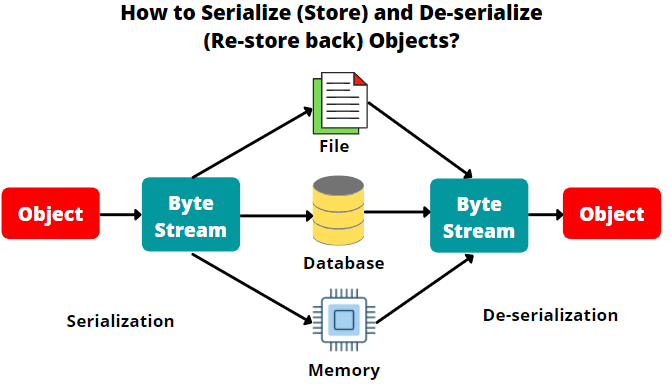 How to Serialize (Store) and De-serialize
(Re-store back) Objects?
File
Object
Byte
Stream
Byte
Stream
Object
Database
Serialization
De-serialization
Memory